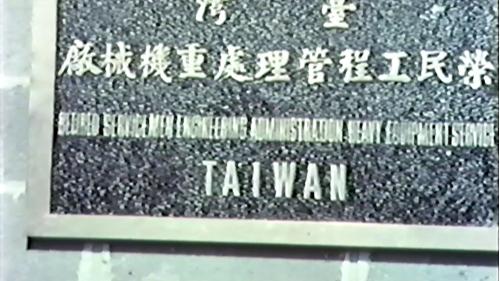 臺灣
榮民工程管理處重機械廠
RETIRED SERVICEMEN ENGINEERING ADMINISTRATION HEAVY EQUIPMENT SERVICE
TAIWAN